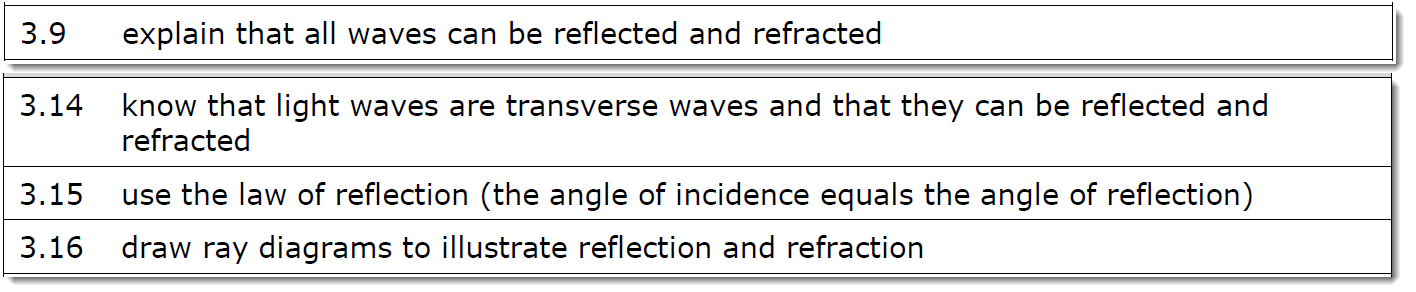 3.9 explain that all waves can be reflected and refracted
3.14 know that light waves are transverse waves and that they can be reflected and
refracted
3.15 use the law of reflection (the angle of incidence equals the angle of reflection)
3.16 draw ray diagrams to illustrate reflection and refraction